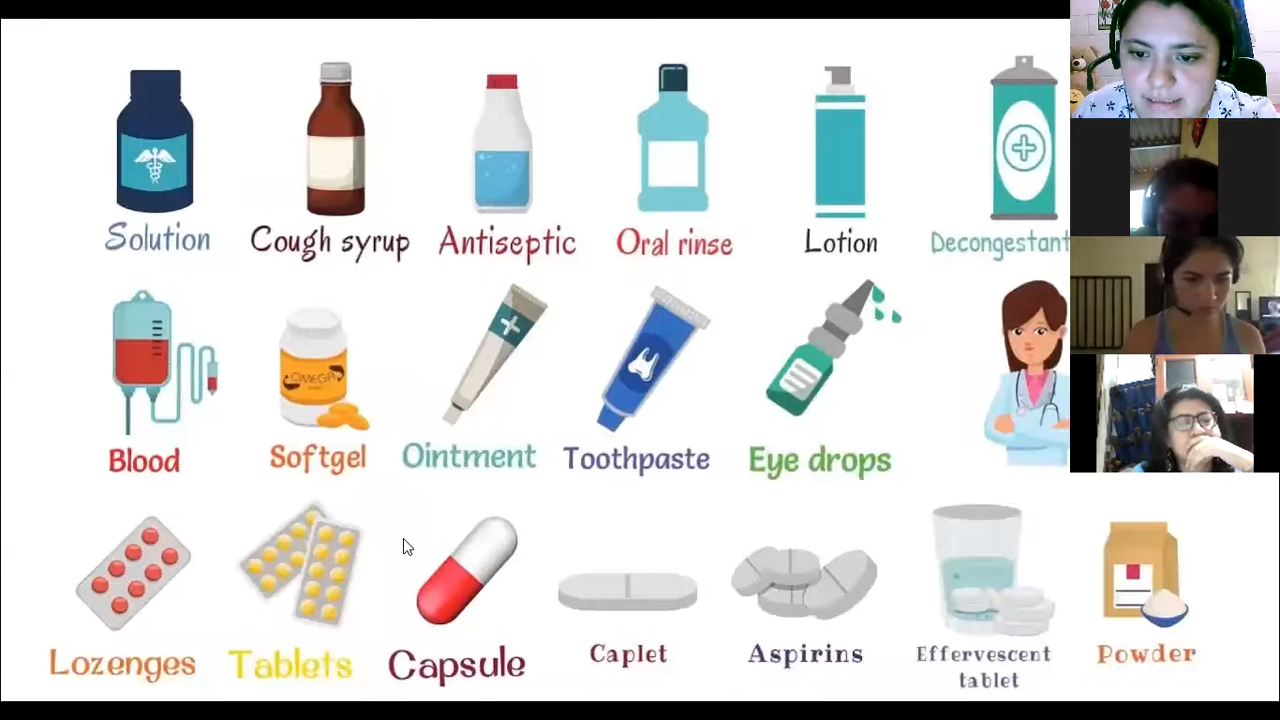 Solution
Cough syrup
Antiseptic
Oral rinse
Lotion
Decongestant
OMEGA
Blood
Softgel
Ointment
Toothpaste
Eye drops
Lozenges
Tablets
Capsule
Caplet
Aspirins
Effervescent
tablet
Powder